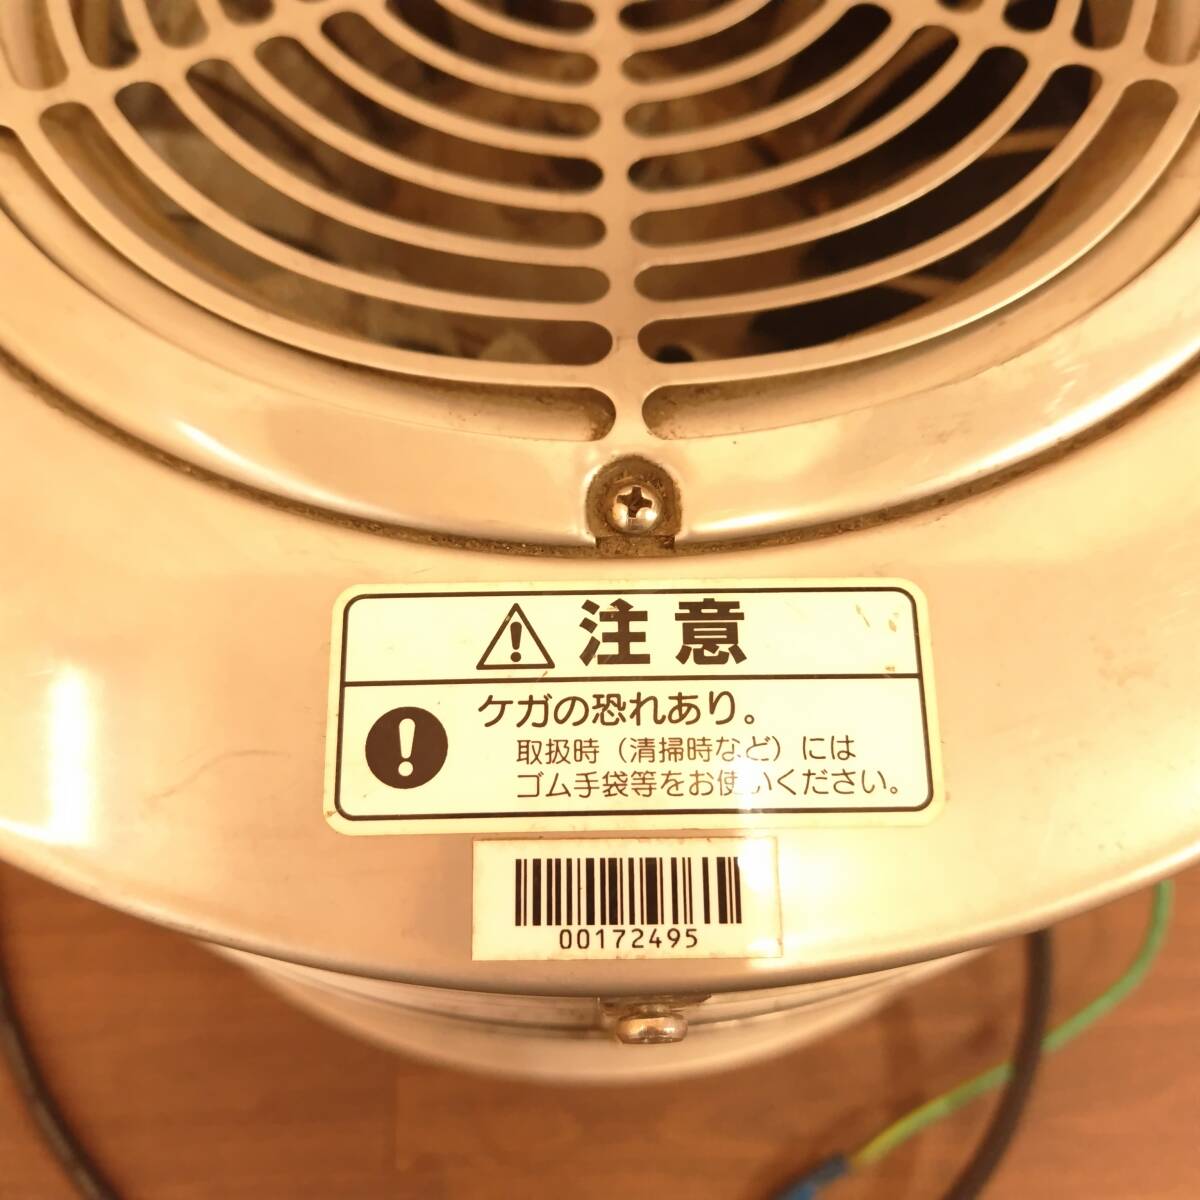 注意
ケガの恐れあり。
取扱時（清掃時など）には
ゴム手袋等をお使いください。
00172495